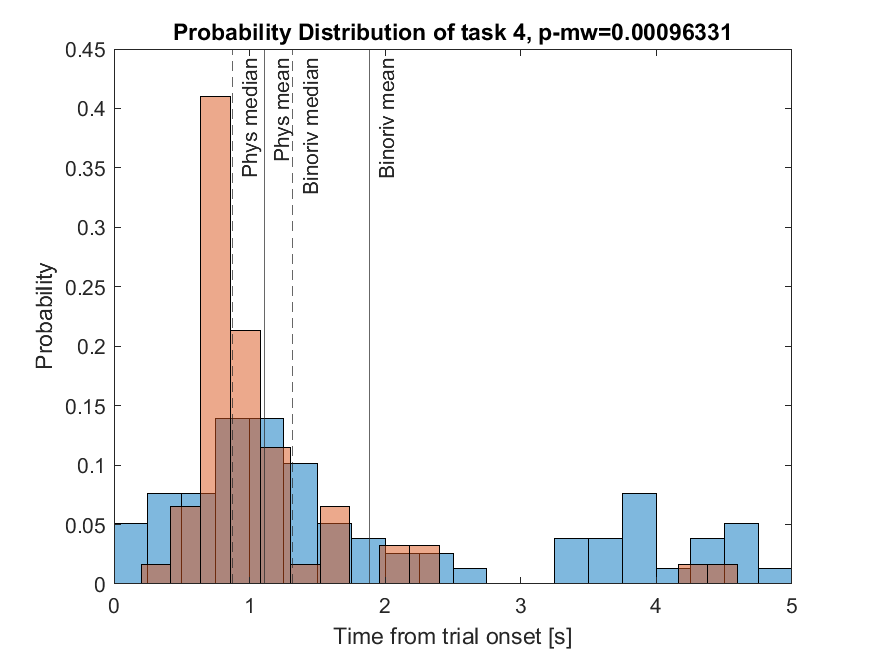 Probability Distribution of task 4, p-mw=0.00096331
0.45
0.4
0.35
0.3
0.25
0.2
0.15
0.1
0.05
0
Probability
Phys median
Phys mean
Binoriv median
Binoriv mean
0 1 2 3 4 5
Time from trial onset [s]